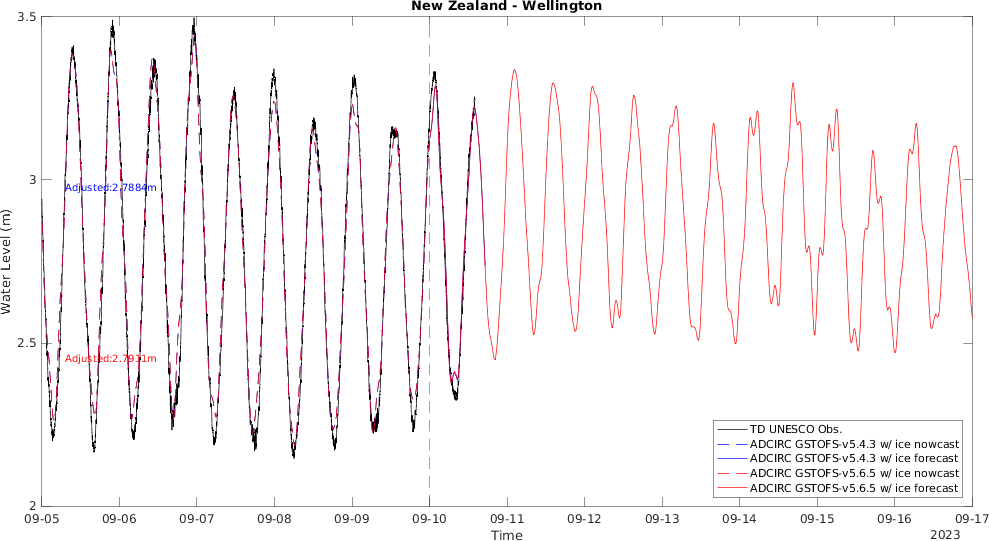 New Zealand - Wellington
3.5
3
2.5
2
Water Level (m)
Adjusted:2.7884m
Adjusted:2.7911m
TD UNESCO Obs.
ADCIRC GSTOFS-v5.4.3 w/ ice nowcast
ADCIRC GSTOFS-v5.4.3 w/ ice forecast
ADCIRC GSTOFS-v5.6.5 w/ ice nowcast
ADCIRC GSTOFS-v5.6.5 w/ ice forecast
09-05 09-06 09-07 09-08 09-09 09-10 09-11 09-12 09-13 09-14 09-15 09-16 09-17
Time
2023